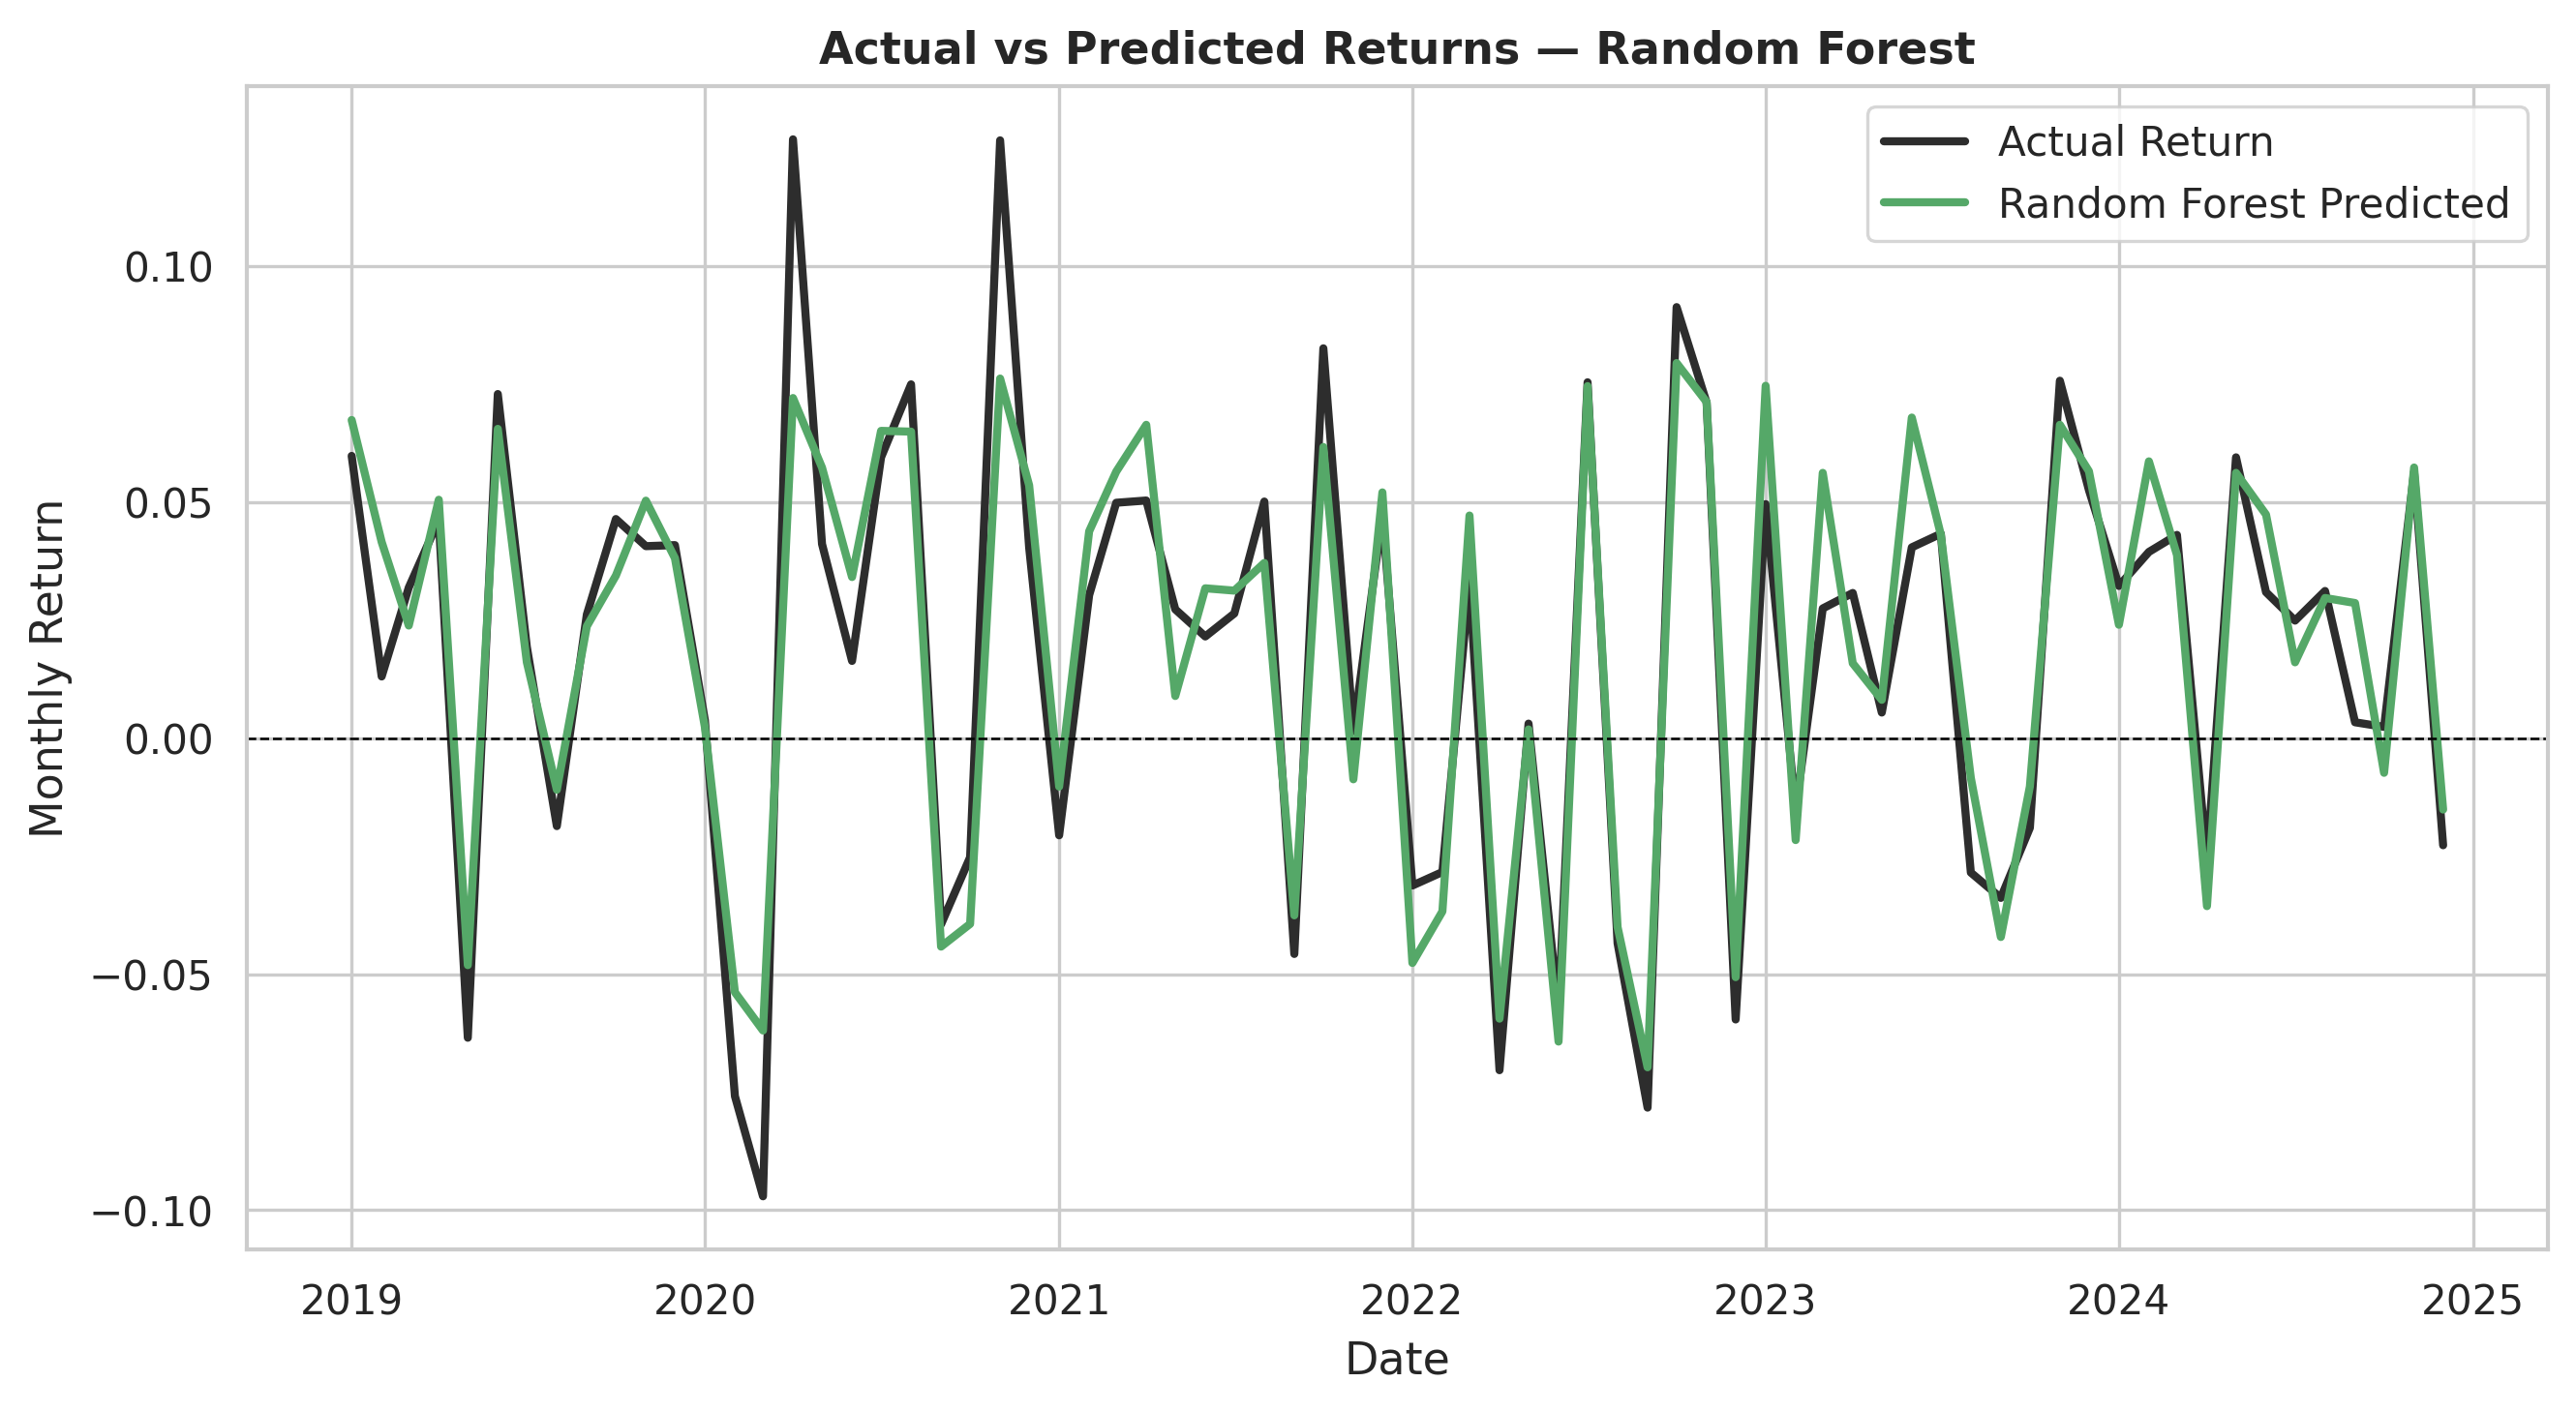 Actual vs Predicted Returns — Random Forest
Actual Return
Random Forest Predicted
Monthly Return
0.10
0.05
0.00
−0.05
−0.10
2019 2020 2021 2022 2023 2024 2025
Date